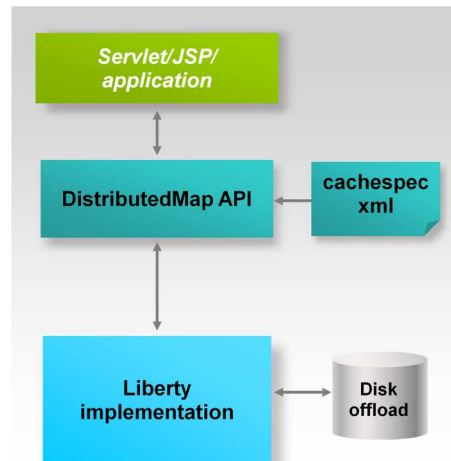 Servlet/JSP/
application
DistributedMap API
cachespec
xml
Liberty
implementation
Disk
offload